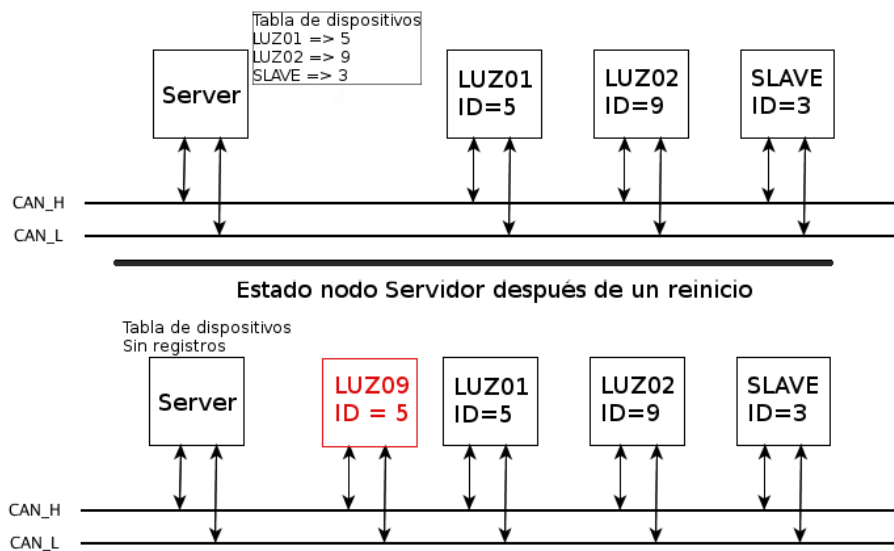 Tabla de dispositivos
LUZ01 => 5
LUZ02 => 9
SLAVE => 3
Server
LUZ01
ID=5
LUZ02
ID=9
SLAVE
ID=3
CAN_H
CAN_L
Estado nodo Servidor después de un reinicio
Tabla de dispositivos
Sin registros
Server
LUZ09
ID = 5
LUZ01
ID=5
LUZ02
ID=9
SLAVE
ID=3
CAN_H
CAN_L